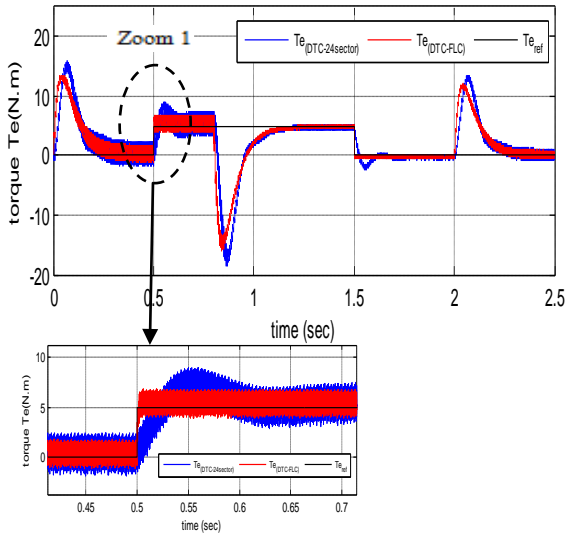 Zoom 1
Te(DTC-24sector) Te(DTC-FLC) Teref
torque Te(N.m)
20
10
0
-10
-20
0 0.5 1 1.5 2 2.5
time (sec)
torque Te(N.m)
10
5
0
Te(DTC-24sector) Te(DTC-FLC) Teref
0.45 0.5 0.55 0.6 0.65 0.7
time (sec)